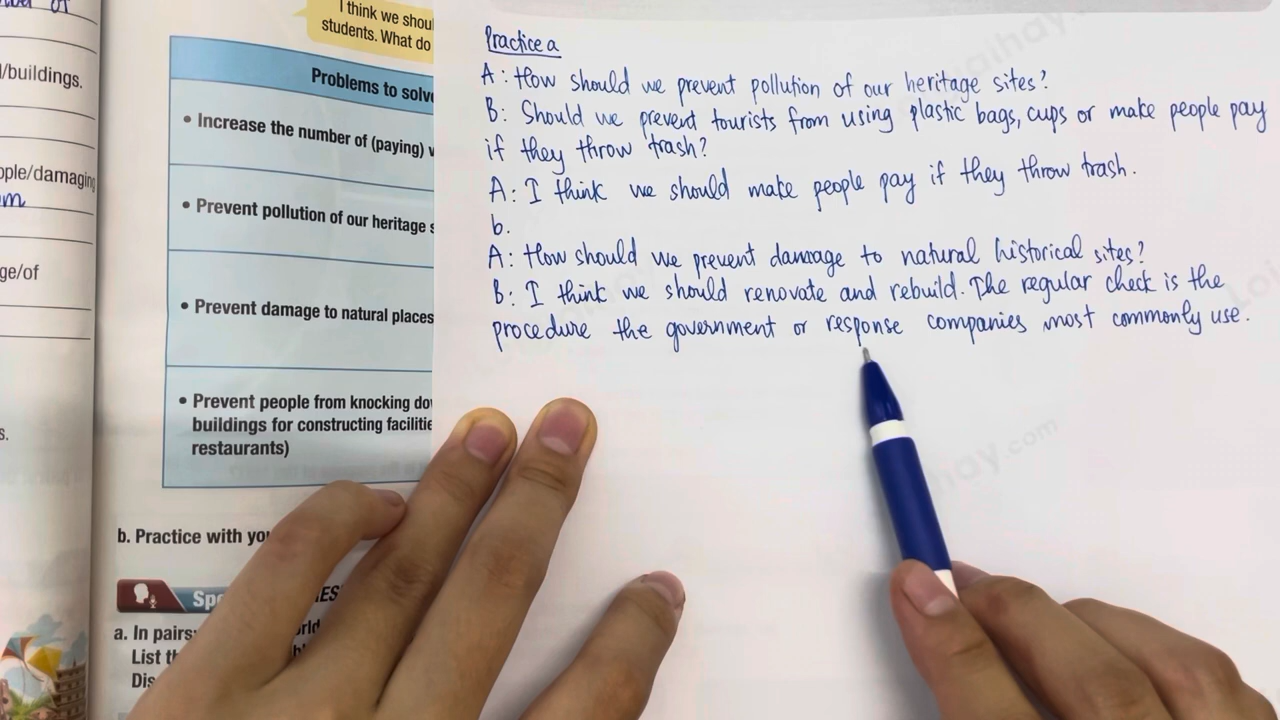 /buildings.
ople/damaging
ge/of
s.
I think we shoul
students. What do
Problems to solve
• Increase the number of (paying) v
• Prevent pollution of our heritage s
• Prevent damage to natural places
• Prevent people from knocking do
buildings for constructing facilitie
restaurants)
b. Practice with you
Sp
a. In pairs:
List th
Dis
Practice a
A: How should we prevent pollution of our heritage sites?
B: Should we prevent tourists from using plastic bags, cups or make people pay
if they throw trash?
A: I think we should make people pay if they throw trash.
b.
A: How should we prevent damage to natural historical sites?
B: I think we should renovate and rebuild. The regular check is the
procedure the government or response companies most commonly use.